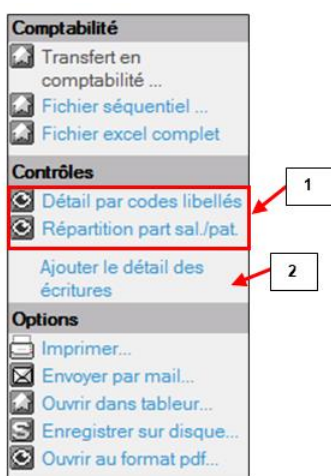 Comptabilité
Transfert en
comptabilité ...
Fichier séquentiel ...
Fichier excel complet
Contrôles
Détail par codes libellés
Répartition part sal./pat.
1
Ajouter le détail des
écritures
2
Options
Imprimer...
Envoyer par mail...
Ouvrir dans tableur...
Enregistrer sur disque...
Ouvrir au format pdf...